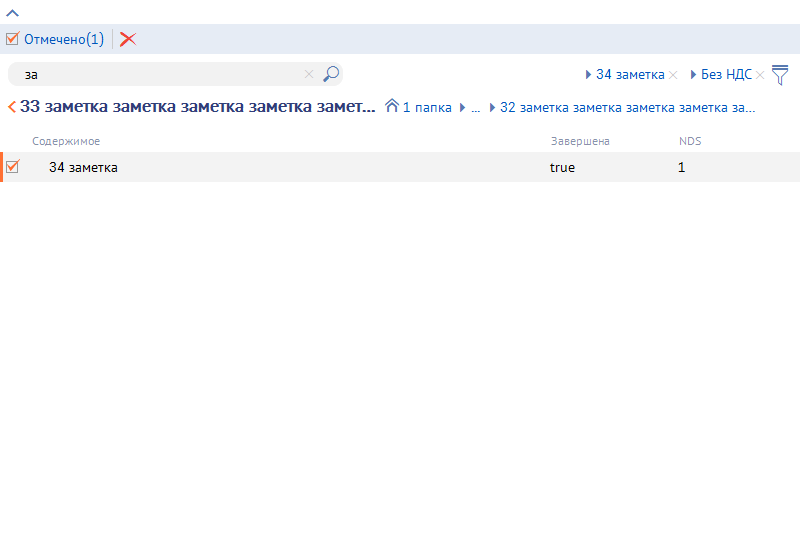 Отмечено(1)
за 34 заметка Без НДС
33 заметка заметка заметка заметка замет... 1 папка ... 32 заметка заметка заметка заметка за...
Содержимое Завершена NDS
34 заметка true 1